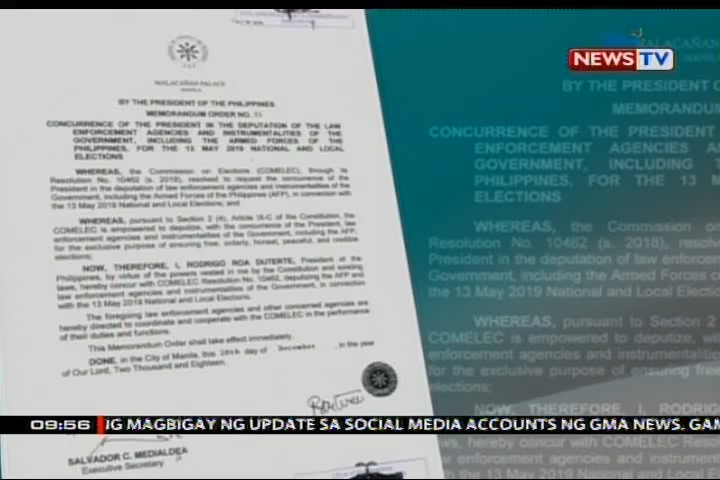 NEWS TV
MALACAÑAN PALACE
MANILA
BY THE PRESIDENT OF THE PHILIPPINES
MEMORANDUM ORDER NO.
CONCURRENCE OF THE PRESIDENT IN THE DEPUTATION OF THE LAW
ENFORCEMENT AGENCIES AND INSTRUMENTALITIES OF THE
GOVERNMENT, INCLUDING THE ARMED FORCES OF THE
PHILIPPINES, FOR THE 13 MAY 2019 NATIONAL AND LOCAL
ELECTIONS
WHEREAS, the Commission on Elections (COMELEC), through its
Resolution No. 10462 (s. 2018), resolved to request the concurrence of the
President in the deputation of law enforcement agencies and instrumentalities of the
Government, including the Armed Forces of the Philippines (AFP), in connection with
the 13 May 2019 National and Local Elections; and
WHEREAS, pursuant to Section 2 (4), Article IX-C of the Constitution, the
COMELEC is empowered to deputize, with the concurrence of the President, law
enforcement agencies and instrumentalities of the Government, including the AFP,
for the exclusive purpose of ensuring free, orderly, honest, peaceful, and credible
elections;
NOW, THEREFORE, I, RODRIGO ROA DUTERTE, President of the
Philippines, by virtue of the powers vested in me by the Constitution and existing
laws, hereby concur with COMELEC Resolution No. 10462, deputizing the AFP and
law enforcement agencies and instrumentalities of the Government, in connection
with the 13 May 2019 National and Local Elections.
The foregoing law enforcement agencies and other concerned agencies are
hereby directed to coordinate and cooperate with the COMELEC in the performance
of their duties and functions.
This Memorandum Order shall take effect immediately.
DONE, in the City of Manila, this 28th day of December, in the year
of Our Lord, Two Thousand and Eighteen.
SALVADOR C. MEDIALDEA
Executive Secretary
MALACAÑAN
BY THE PRESIDENT OF
MEMORANDUM
CONCURRENCE OF THE PRESIDENT
ENFORCEMENT AGENCIES AN
GOVERNMENT, INCLUDING
PHILIPPINES, FOR THE 13 M
ELECTIONS
WHEREAS, the Commission o
Resolution No. 10462 (s. 2018), resolv
President in the deputation of law enforce
Government, including the Armed Forces o
the 13 May 2019 National and Local Electio
WHEREAS, pursuant to Section 2
COMELEC is empowered to deputize, wit
enforcement agencies and instrumentalitie
for the exclusive purpose of ensuring free
elections;
NOW, THEREFORE, I, RODRIG
laws, hereby concur with COMELEC Reso
law enforcement agencies and instrumental
with the 13 May 2019 National and Local El
09:56 IG MAGBIGAY NG UPDATE SA SOCIAL MEDIA ACCOUNTS NG GMA NEWS. GAM